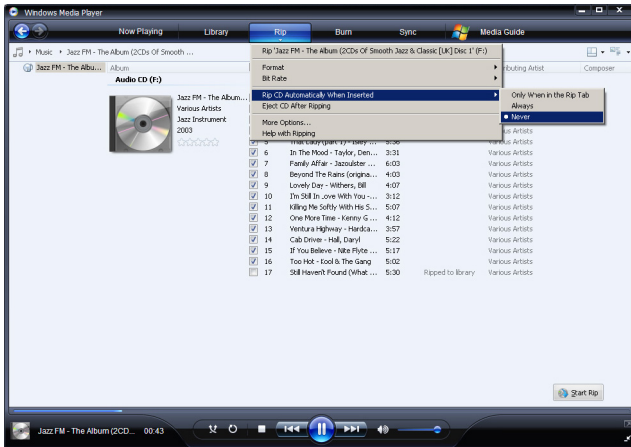 Windows Media Player
Now Playing Library Rip Burn Sync Media Guide
Music Jazz FM - The Album (2CDs Of Smooth ...
Rip 'Jazz FM - The Album (2CDs Of Smooth Jazz & Classic [UK] Disc 1' (F:)
Format
Bit Rate
Rip CD Automatically When Inserted
Eject CD After Ripping
More Options...
Help with Ripping
Only When in the Rip Tab
Always
Never
Jazz FM - The Albu... Album Artist Composer
Audio CD (F:)
Jazz FM - The Album...
Various Artists
Jazz Instrument
2003
Various Artists
5 5:36 Various Artists
6 In The Mood - Taylor, Den... 3:31 Various Artists
7 Family Affair - Jazoulster ... 6:03 Various Artists
8 Beyond The Rains (origina... 4:03 Various Artists
9 Lovely Day - Withers, Bill 4:07 Various Artists
10 I'm Still In Love With You -... 3:12 Various Artists
11 Killing Me Softly With His S... 5:07 Various Artists
12 One More Time - Kenny G ... 4:12 Various Artists
13 Ventura Highway - Hardca... 3:57 Various Artists
14 Cab Driver - Hall, Daryl 5:22 Various Artists
15 If You Believe - Nite Flyte ... 5:17 Various Artists
16 Too Hot - Kool & The Gang 5:02 Various Artists
17 Still Haven't Found (What ... 5:30 Ripped to library Various Artists
Start Rip
Jazz FM - The Album (2CD... 00:43